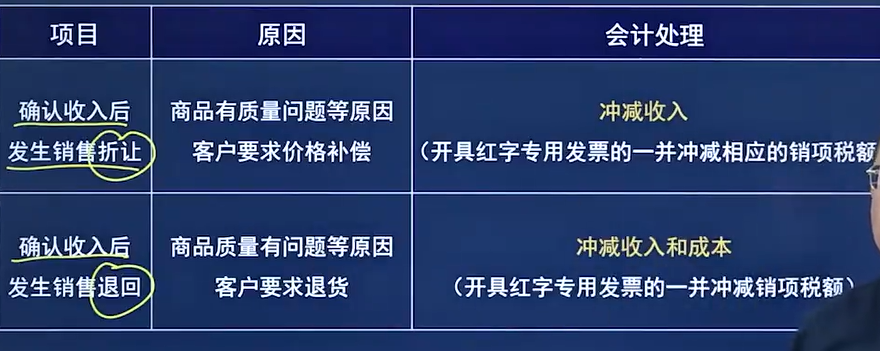 项目
原因
会计处理
确认收入后
发生销售折让
商品有质量问题等原因
客户要求价格补偿
冲减收入
（开具红字专用发票的一并冲减相应的销项税额
确认收入后
发生销售退回
商品质量有问题等原因
客户要求退货
冲减收入和成本
（开具红字专用发票的一并冲减销项税额）